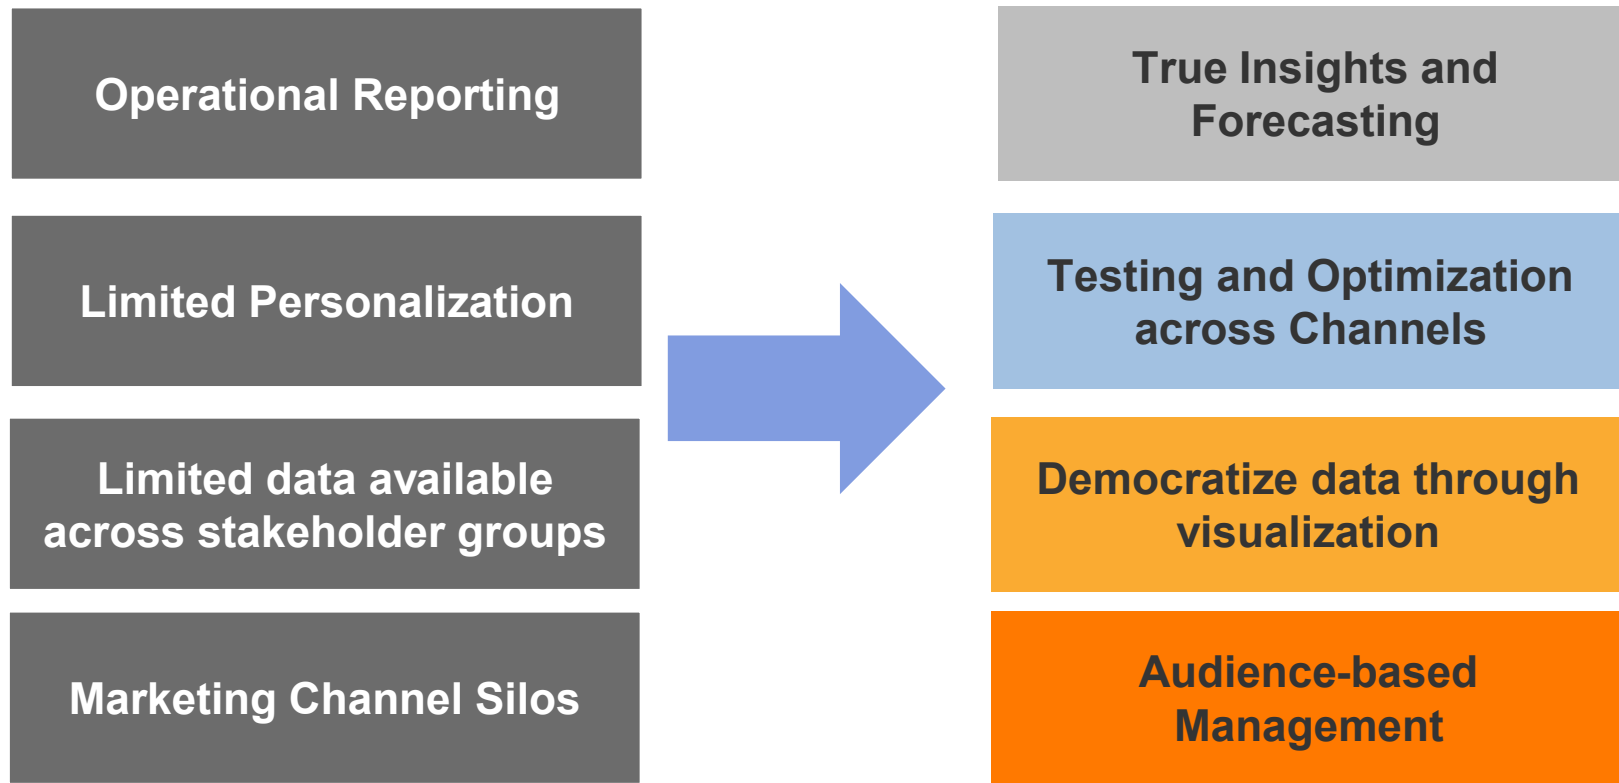 Operational Reporting
Limited Personalization
Limited data available
across stakeholder groups
Marketing Channel Silos
True Insights and
Forecasting
Testing and Optimization
across Channels
Democratize data through
visualization
Audience-based
Management